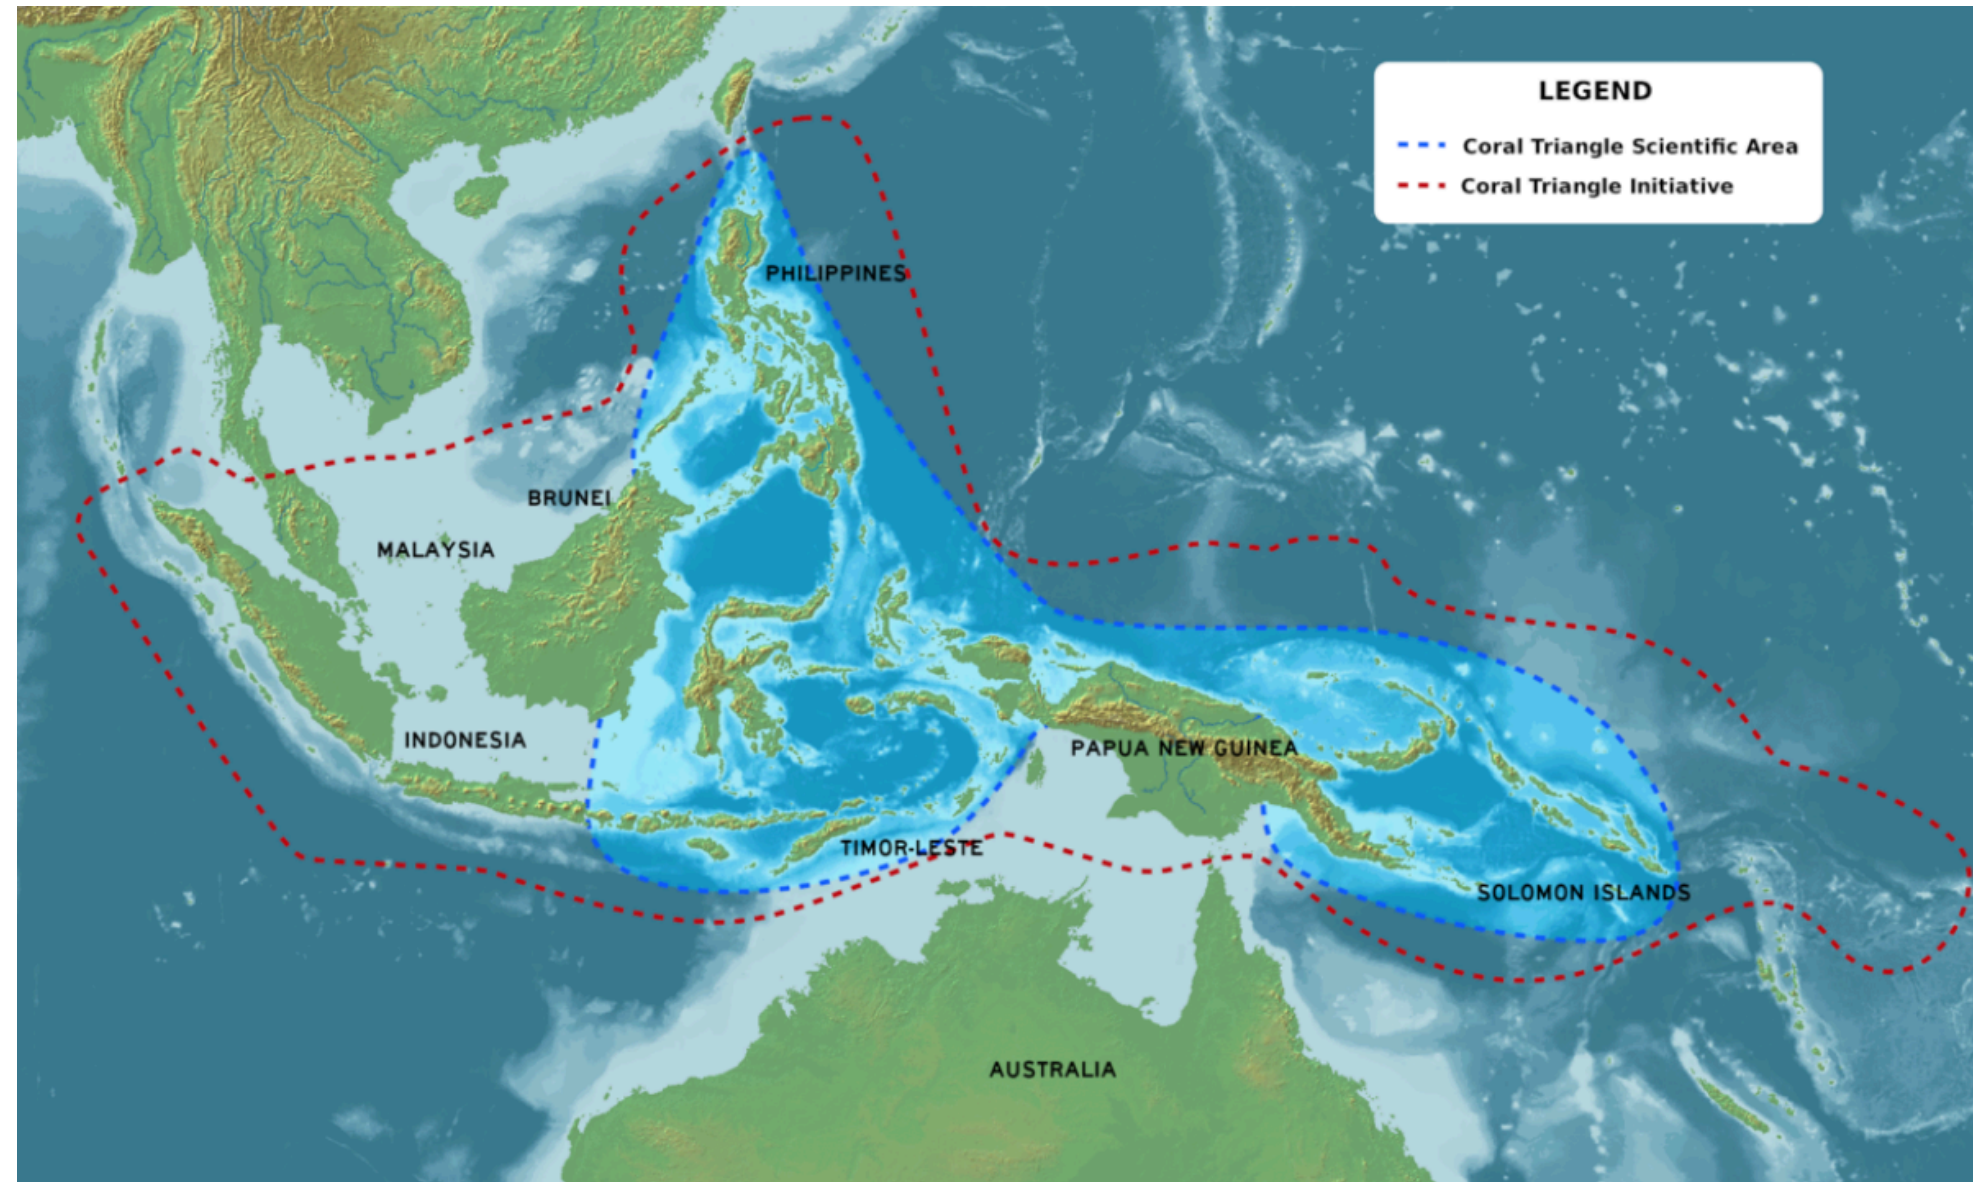 LEGEND
Coral Triangle Scientific Area
Coral Triangle Initiative
PHILIPPINES
BRUNEI
MALAYSIA
INDONESIA
PAPUA NEW GUINEA
TIMOR-LESTE
SOLOMON ISLANDS
AUSTRALIA